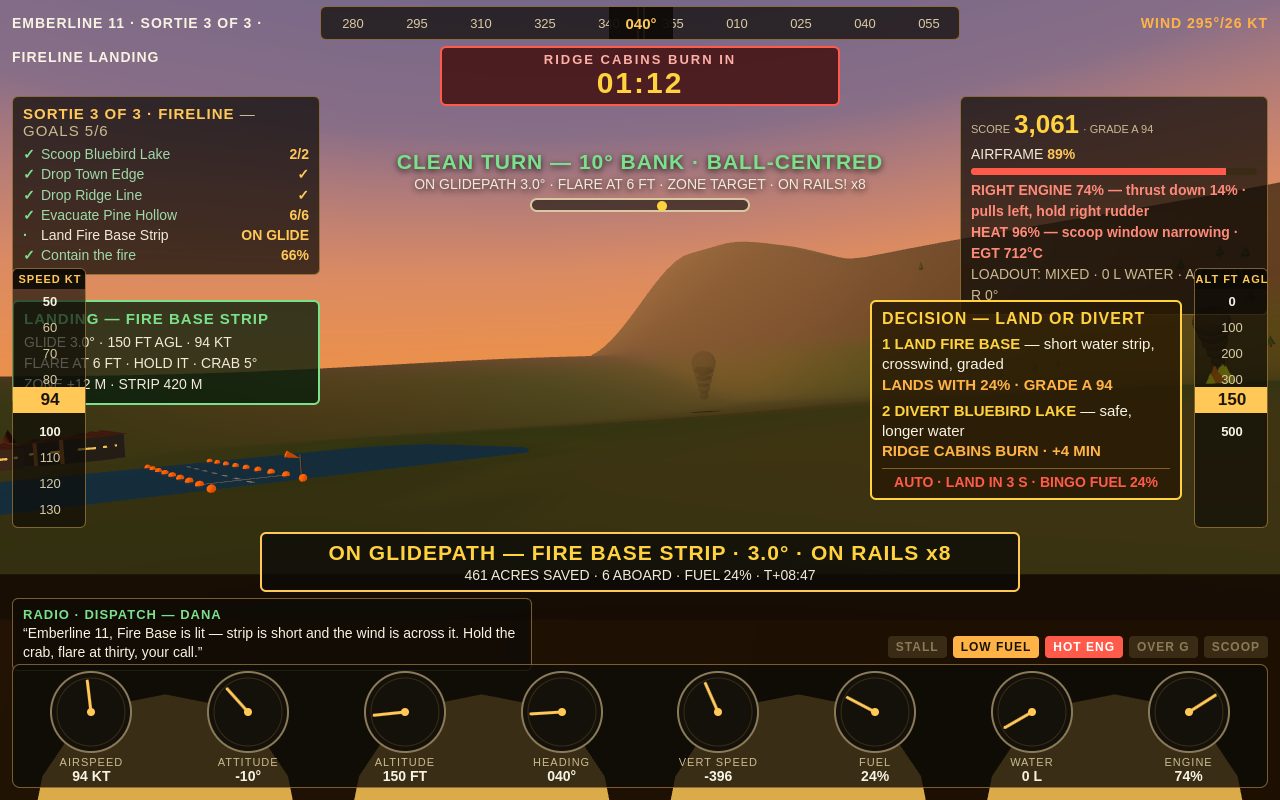 EMBERLINE 11 · SORTIE 3 OF 3 ·
FIRELINE LANDING
280 295 310 325 040° 010 025 040 055
WIND 295°/26 KT
RIDGE CABINS BURN IN
01:12
SORTIE 3 OF 3 · FIRELINE —
GOALS 5/6
✓ Scoop Bluebird Lake 2/2
✓ Drop Town Edge ✓
✓ Drop Ridge Line ✓
✓ Evacuate Pine Hollow 6/6
· Land Fire Base Strip ON GLIDE
✓ Contain the fire 66%
CLEAN TURN — 10° BANK · BALL-CENTRED
ON GLIDEPATH 3.0° · FLARE AT 6 FT · ZONE TARGET · ON RAILS! x8
SCORE 3,061 · GRADE A 94
AIRFRAME 89%
RIGHT ENGINE 74% — thrust down 14% ·
pulls left, hold right rudder
HEAT 96% — scoop window narrowing ·
EGT 712°C
LOADOUT: MIXED · 0 L WATER ·
R 0°
SPEED KT
50
60
70
80
94
100
110
120
130
LANDING — FIRE BASE STRIP
GLIDE 3.0° · 150 FT AGL · 94 KT
FLARE AT 6 FT · HOLD IT · CRAB 5°
ZONE +12 M · STRIP 420 M
ALT FT AGL
0
100
200
300
150
500
DECISION — LAND OR DIVERT
1 LAND FIRE BASE — short water strip,
crosswind, graded
LANDS WITH 24% · GRADE A 94
2 DIVERT BLUEBIRD LAKE — safe,
longer water
RIDGE CABINS BURN · +4 MIN
AUTO · LAND IN 3 S · BINGO FUEL 24%
ON GLIDEPATH — FIRE BASE STRIP · 3.0° · ON RAILS x8
461 ACRES SAVED · 6 ABOARD · FUEL 24% · T+08:47
RADIO · DISPATCH — DANA
“Emberline 11, Fire Base is lit — strip is short and the wind is across it. Hold the
crab, flare at thirty, your call.”
STALL LOW FUEL HOT ENG OVER G SCOOP
AIRSPEED ATTITUDE ALTITUDE HEADING VERT SPEED FUEL WATER ENGINE
94 KT -10° 150 FT 040° -396 24% 0 L 74%